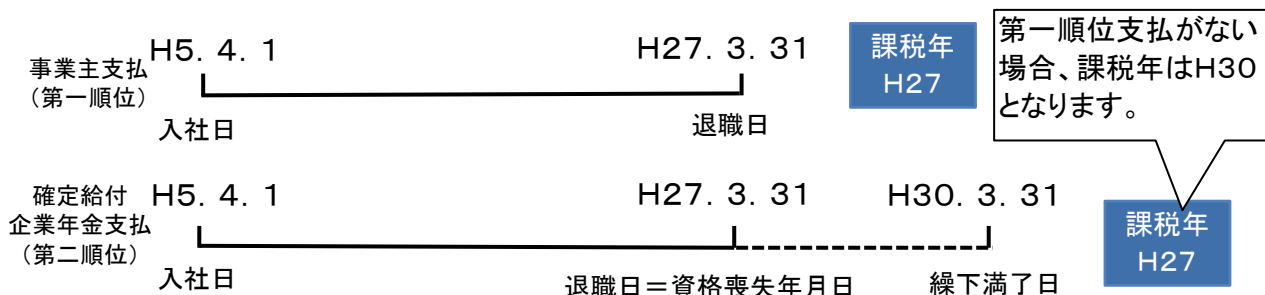 事業主支払
(第一順位)
H5.4.1
H27.3.31
入社日
退職日
課税年
H27
第一順位支払がない
場合、課税年はH30
となります。
確定給付
企業年金支払
(第二順位)
H5.4.1
H27.3.31
H30.3.31
入社日
退職日=資格喪失年月日
繰下満了日
課税年
H27